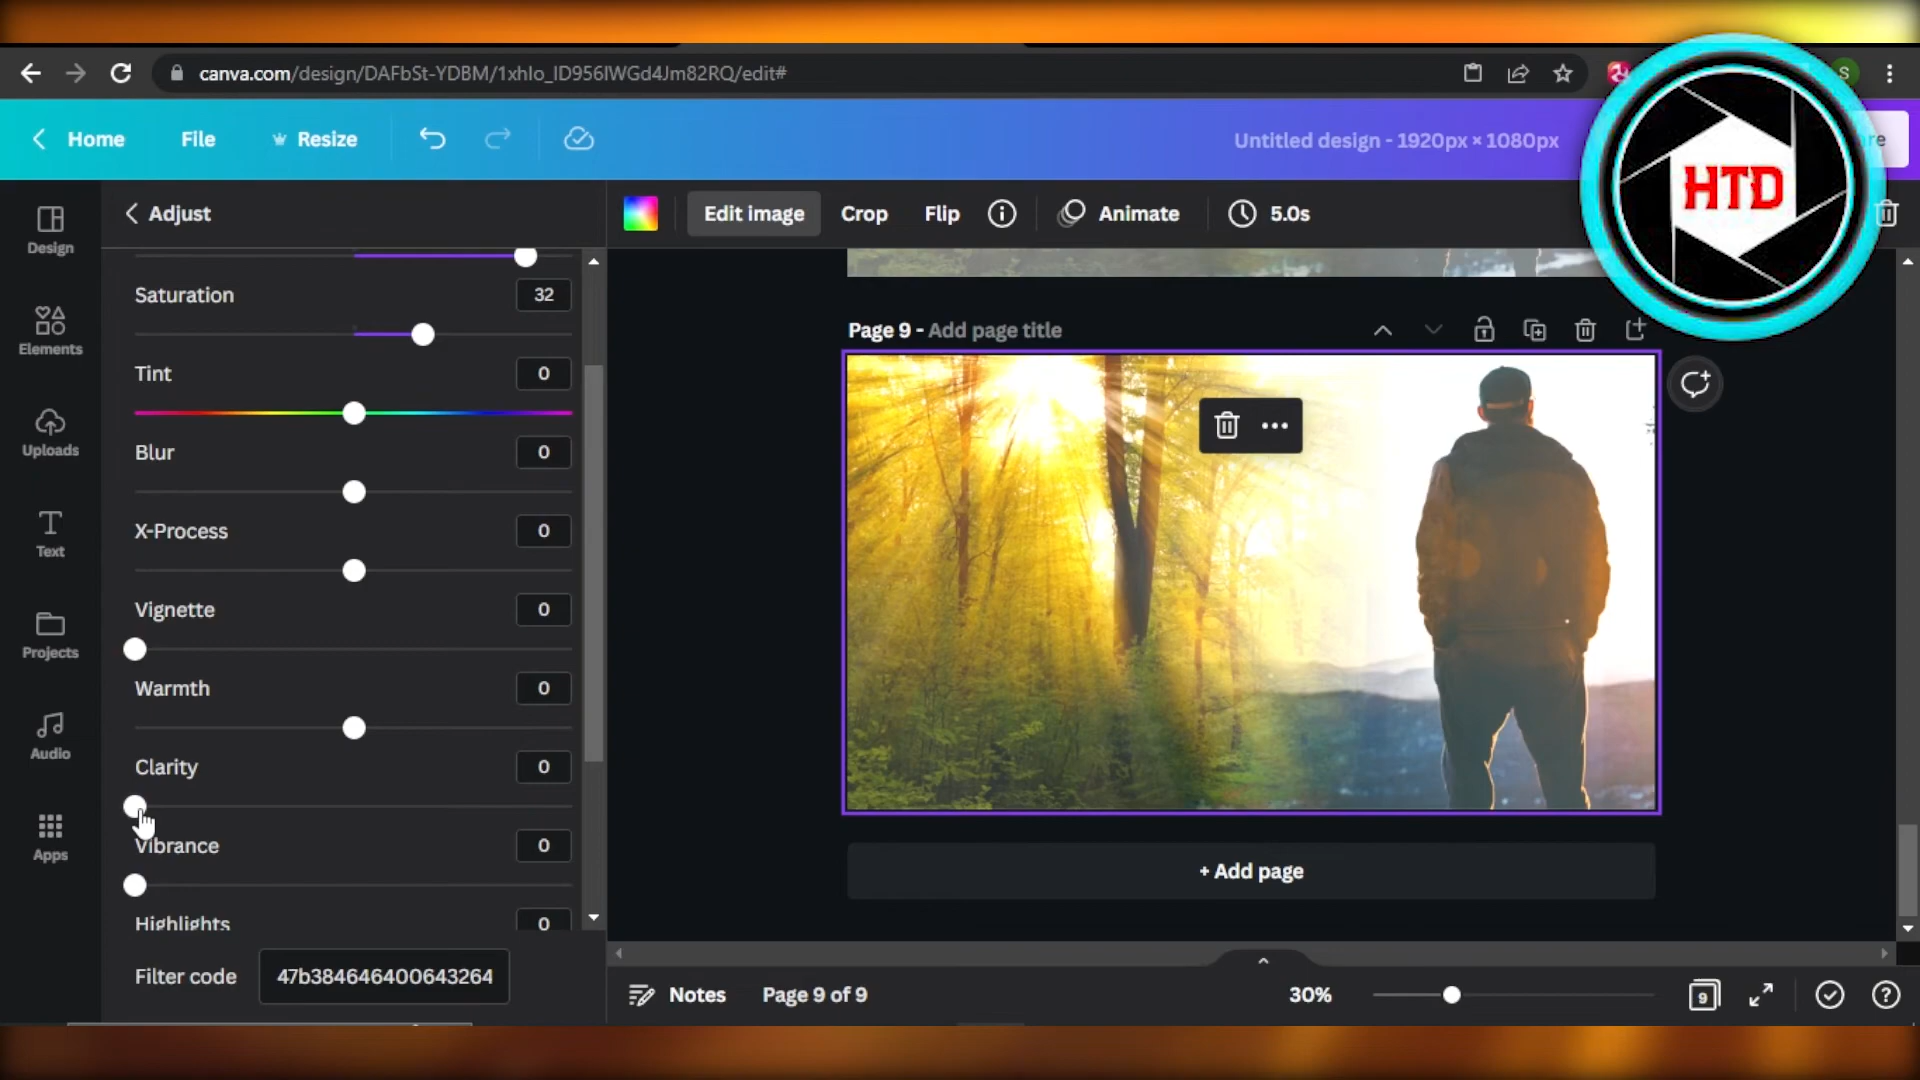 canva.com/design/DAFbSt-YDBM/1xhIo_ID956IWGd4Jm82RQ/edit#
S
Home File Resize
Untitled design - 1920px × 1080px
re
HTD
Adjust
Edit image Crop Flip Animate 5.0s
Design
Elements
Uploads
Text
Projects
Audio
Apps
Saturation 32
Tint 0
Blur 0
X-Process 0
Vignette 0
Warmth 0
Clarity 0
Vibrance 0
Highlights 0
Filter code 47b384646400643264
Page 9 - Add page title
+ Add page
Notes Page 9 of 9
30%
9